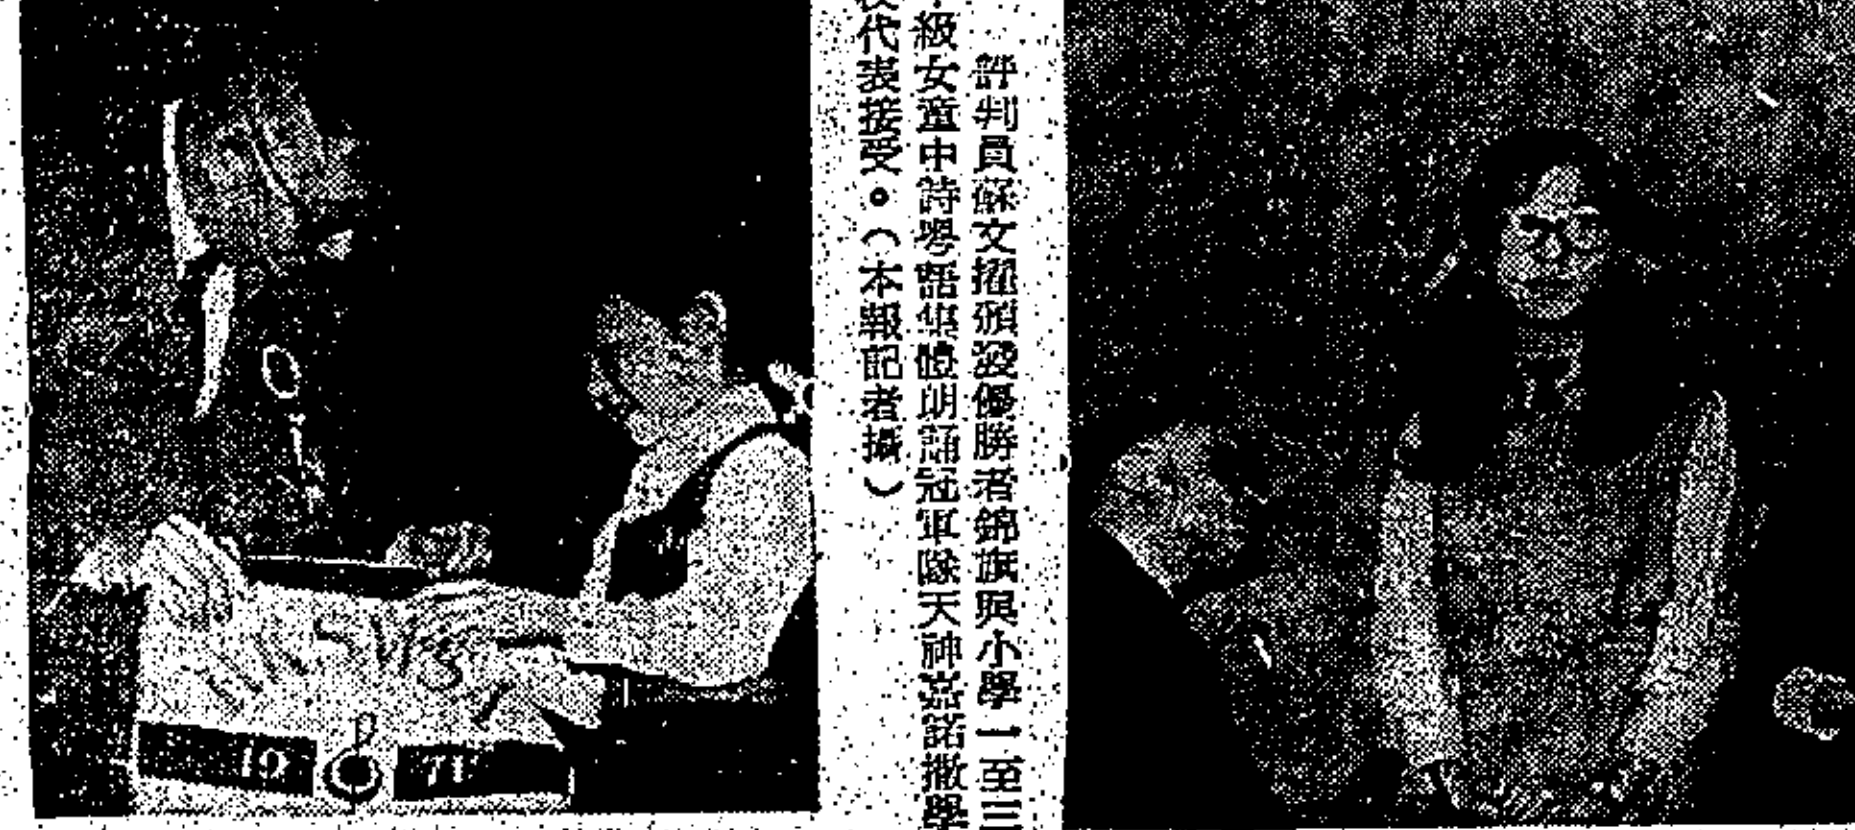 評判員蘇文擢頒發優勝者錦旗與小學一至三
級女童中詩粵語集體朗誦冠軍隊天神嘉諾撒學
代表接受。(本報記者攝)
19 71